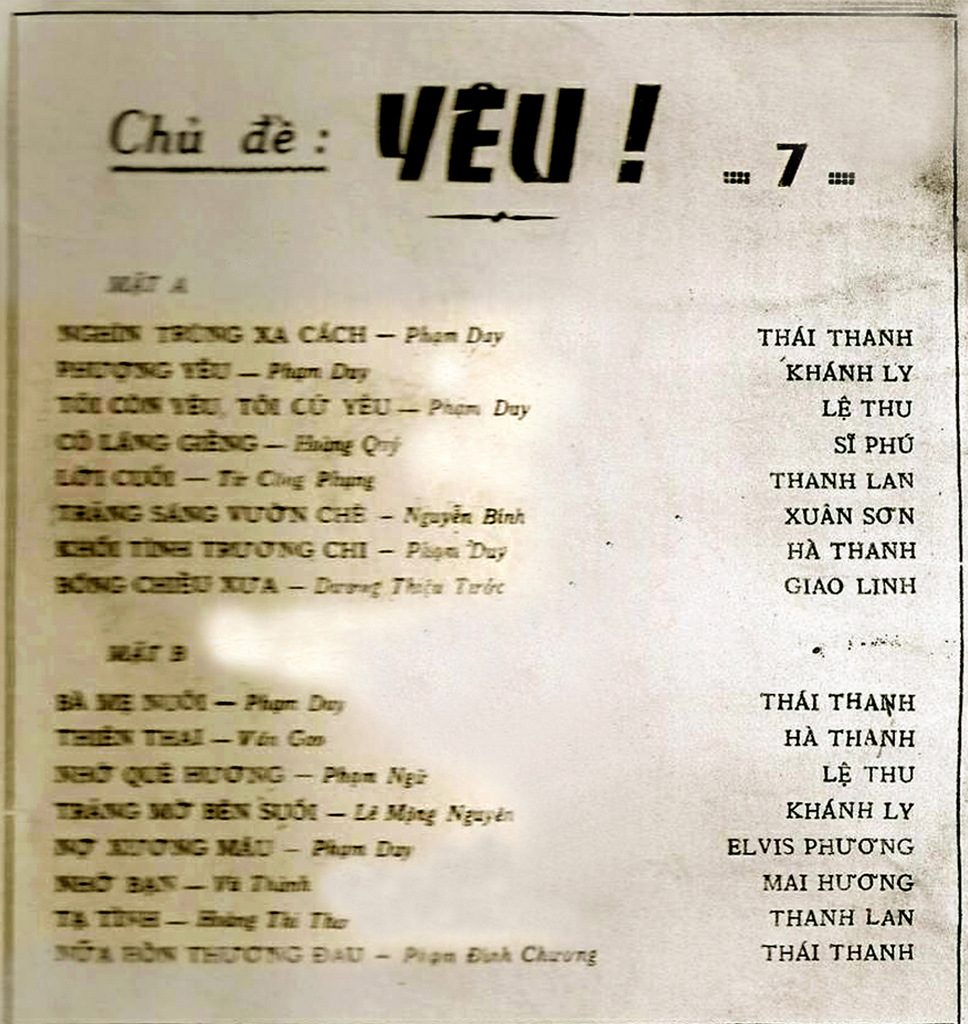 Chủ đề : YÊU ! ... 7 ...
MẶT A
NGHÌN TRÙNG XA CÁCH — Phạm Duy THÁI THANH
PHƯỢNG YÊU — Phạm Duy KHÁNH LY
TÔI CÒN YÊU, TÔI CỨ YÊU — Phạm Duy LỆ THU
CÔ LÁNG GIỀNG — Hoàng Quý SĨ PHÚ
LỜI CUỐI — Từ Công Phụng THANH LAN
TRĂNG SÁNG VƯỜN CHÈ — Nguyễn Bính XUÂN SƠN
KHỐI TÌNH TRƯƠNG CHI — Phạm Duy HÀ THANH
BÓNG CHIỀU XƯA — Dương Thiệu Tước GIAO LINH
MẶT B
BÀ MẸ NUÔI — Phạm Duy THÁI THANH
THIÊN THAI — Văn Cao HÀ THANH
NHỚ QUÊ HƯƠNG — Phạm Ngữ LỆ THU
TRĂNG MỜ BÊN SUỐI — Lê Mộng Nguyên KHÁNH LY
NỢ XƯƠNG MÁU — Phạm Duy ELVIS PHƯƠNG
NHỚ BẠN — Vũ Thành MAI HƯƠNG
TẠ TÌNH — Hoàng Thi Thơ THANH LAN
NỬA HỒN THƯƠNG ĐAU — Phạm Đình Chương THÁI THANH